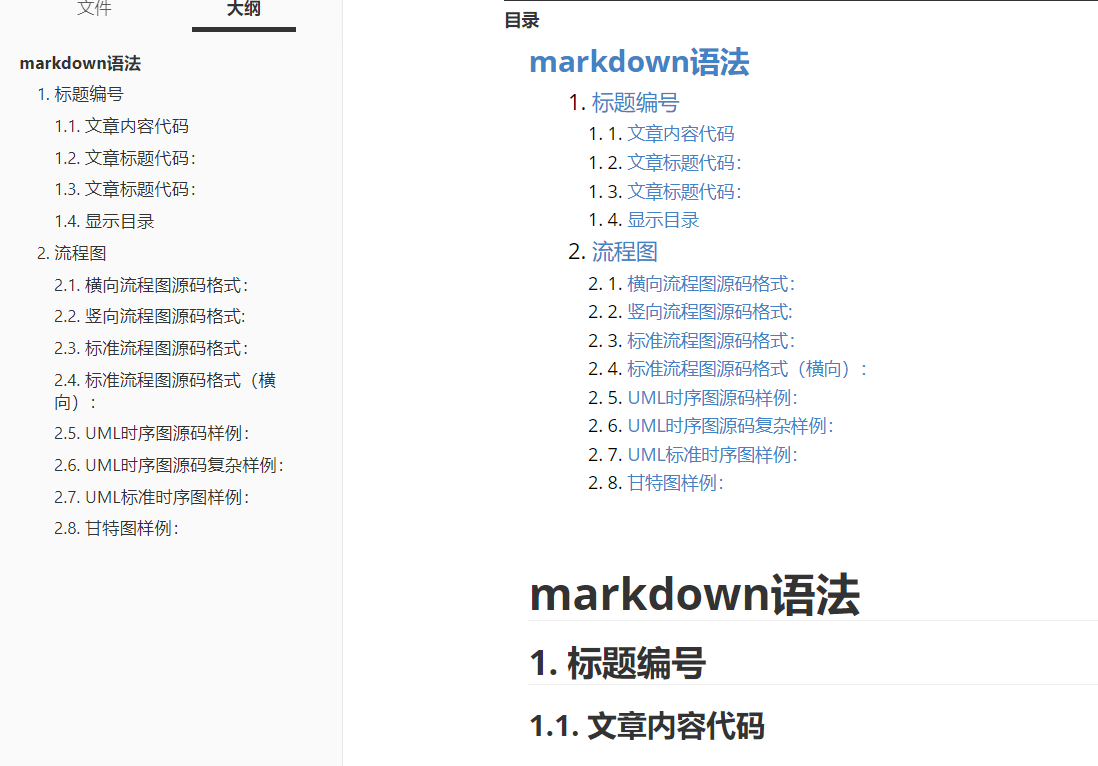 文件
大纲
markdown语法
1. 标题编号
1.1. 文章内容代码
1.2. 文章标题代码：
1.3. 文章标题代码：
1.4. 显示目录
2. 流程图
2.1. 横向流程图源码格式：
2.2. 竖向流程图源码格式:
2.3. 标准流程图源码格式：
2.4. 标准流程图源码格式（横
向）：
2.5. UML时序图源码样例：
2.6. UML时序图源码复杂样例：
2.7. UML标准时序图样例：
2.8. 甘特图样例：
目录
markdown语法
1. 标题编号
1. 1. 文章内容代码
1. 2. 文章标题代码：
1. 3. 文章标题代码：
1. 4. 显示目录
2. 流程图
2. 1. 横向流程图源码格式：
2. 2. 竖向流程图源码格式:
2. 3. 标准流程图源码格式：
2. 4. 标准流程图源码格式（横向）：
2. 5. UML时序图源码样例：
2. 6. UML时序图源码复杂样例：
2. 7. UML标准时序图样例：
2. 8. 甘特图样例：
markdown语法
1. 标题编号
1.1. 文章内容代码